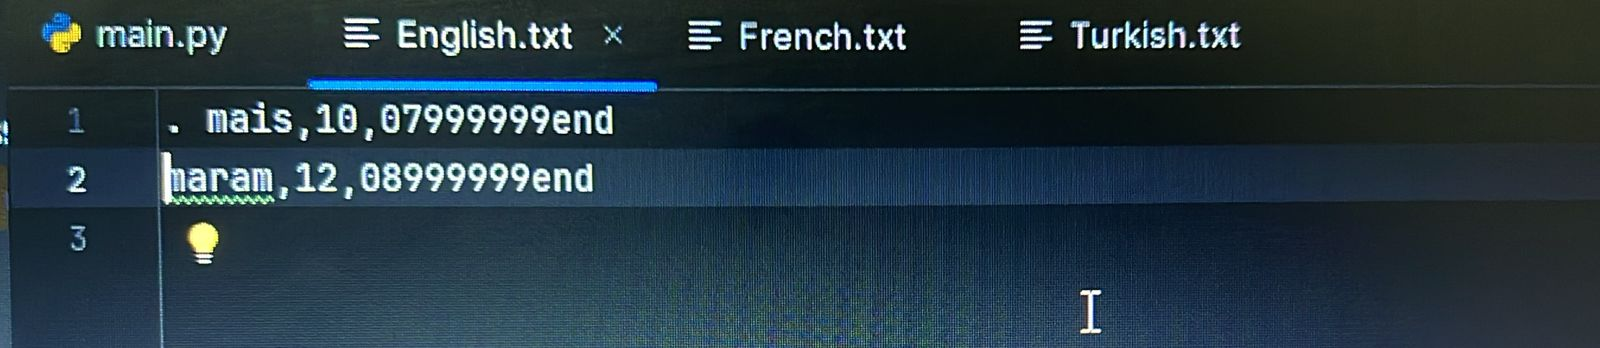 main.py English.txt × French.txt Turkish.txt
1 . mais,10,07999999end
2 maram,12,08999999end
3